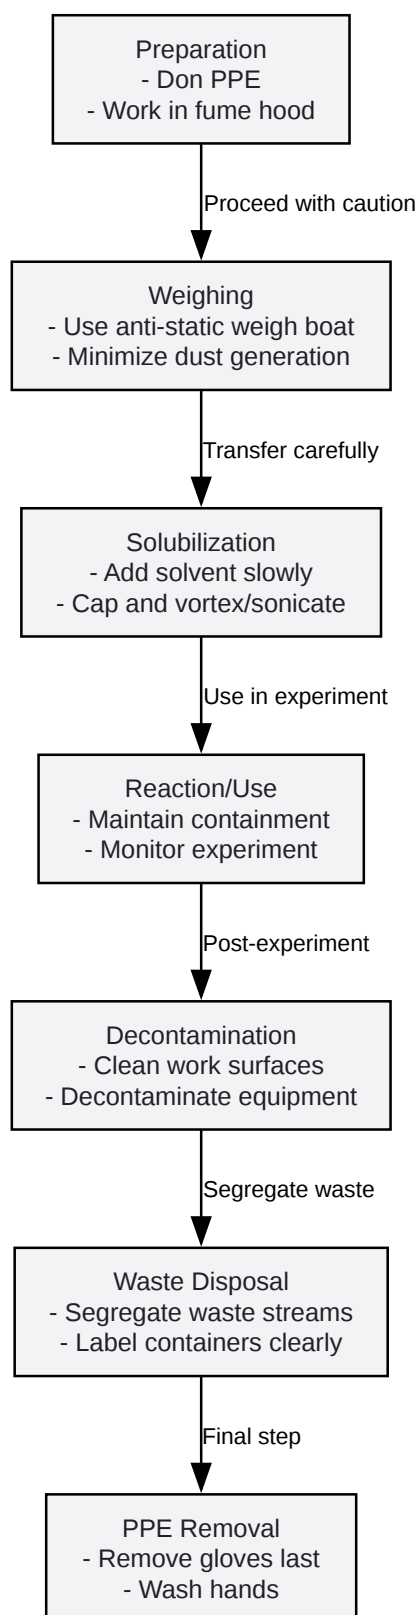 Preparation
- Don PPE
- Work in fume hood
Proceed with caution
Weighing
- Use anti-static weigh boat
- Minimize dust generation
Transfer carefully
Solubilization
- Add solvent slowly
- Cap and vortex/sonicate
Use in experiment
Reaction/Use
- Maintain containment
- Monitor experiment
Post-experiment
Decontamination
- Clean work surfaces
- Decontaminate equipment
Segregate waste
Waste Disposal
- Segregate waste streams
- Label containers clearly
Final step
PPE Removal
- Remove gloves last
- Wash hands